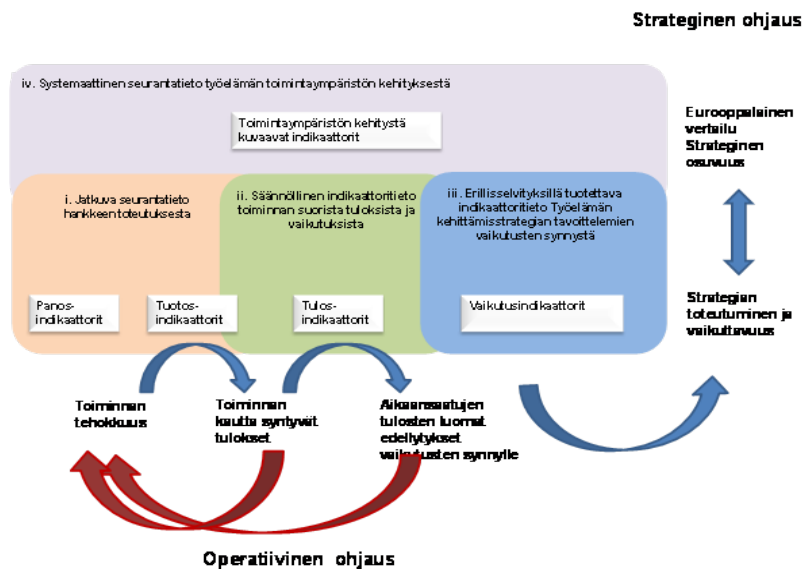 Strateginen ohjaus
iv. Systemaattinen seurantatieto työelämän toimintaympäristön kehityksestä
Toimintaympäristön kehitystä
kuvaavat indikaattorit
Eurooppalainen
vertailu
Strateginen
osuvuus
i. Jatkuva seurantatieto
hankkeen toteutuksesta
ii. Säännöllinen indikaattoritieto
toiminnan suorista tuloksista ja
vaikutuksista
iii. Erillisselvityksillä tuotettava
indikaattoritieto Työelämän
kehittämisstrategian tavoittelemien
vaikutusten synnystä
Panos-
indikaattorit
Tuotos-
indikaattorit
Tulos-
indikaattorit
Vaikutusindikaattorit
Strategian
toteutuminen ja
vaikuttavuus
Toiminnan
tehokkuus
Toiminnan
kautta syntyvät
tulokset
Aikaansaatujen
tulosten luomat
edellytykset
vaikutusten synnylle
Operatiivinen ohjaus